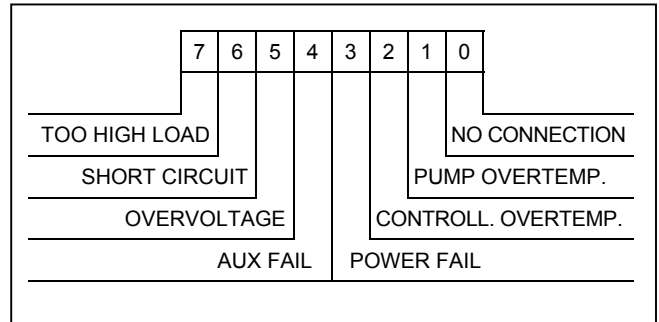 7 6 5 4 3 2 1 0
TOO HIGH LOAD NO CONNECTION
SHORT CIRCUIT PUMP OVERTEMP.
OVERVOLTAGE CONTROLL. OVERTEMP.
AUX FAIL POWER FAIL